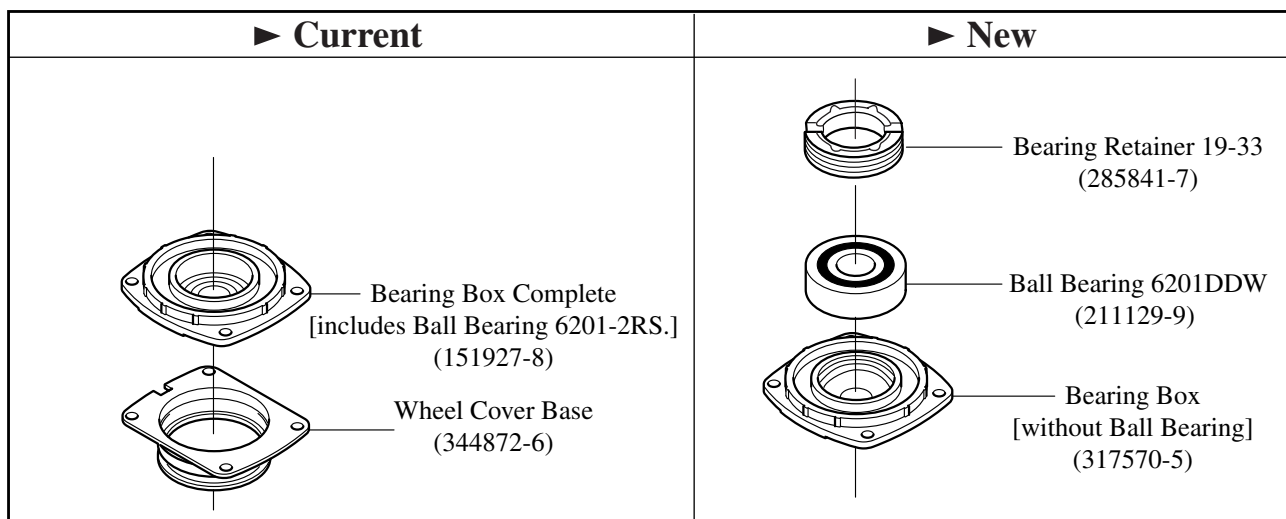 ► Current
Bearing Box Complete
[includes Ball Bearing 6201-2RS.]
(151927-8)
Wheel Cover Base
(344872-6)
► New
Bearing Retainer 19-33
(285841-7)
Ball Bearing 6201DDW
(211129-9)
Bearing Box
[without Ball Bearing]
(317570-5)